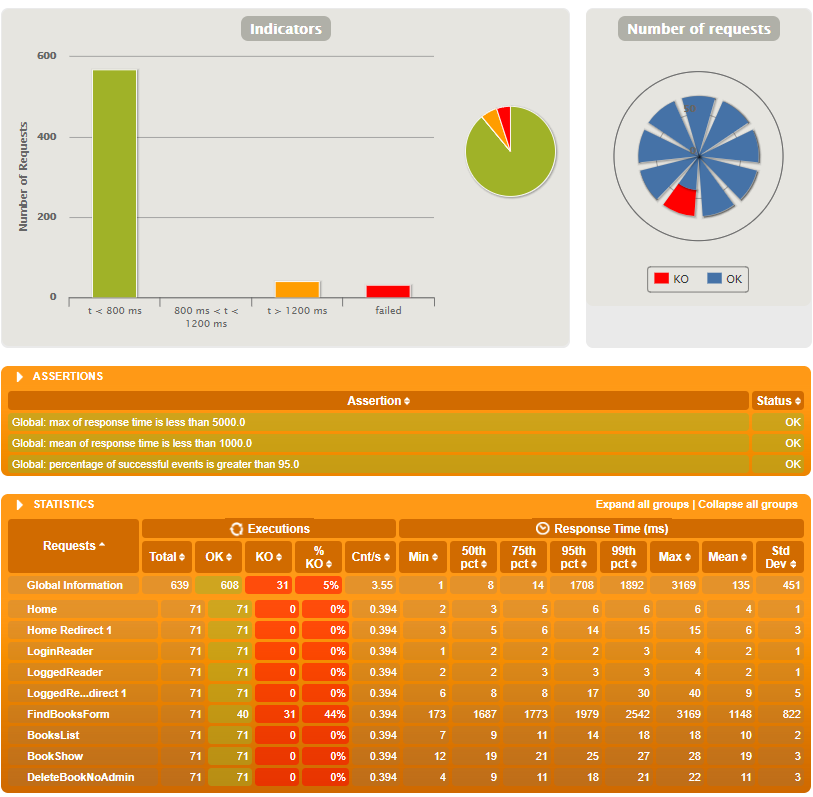 Indicators
600
400
200
0
Number of Requests
t < 800 ms
800 ms < t < 1200 ms
t > 1200 ms
failed
Number of requests
50
0
KO OK
ASSERTIONS
Assertion Status
Global: max of response time is less than 5000.0 OK
Global: mean of response time is less than 1000.0 OK
Global: percentage of successful events is greater than 95.0 OK
STATISTICS Expand all groups | Collapse all groups
Requests Executions Response Time (ms)
Total OK KO % KO Cnt/s Min 50th pct 75th pct 95th pct 99th pct Max Mean Std Dev
Global Information 639 608 31 5% 3.55 1 8 14 1708 1892 3169 135 451
Home 71 71 0 0% 0.394 2 3 5 6 6 6 4 1
Home Redirect 1 71 71 0 0% 0.394 3 5 6 14 15 15 6 3
LoginReader 71 71 0 0% 0.394 1 2 2 2 3 4 2 1
LoggedReader 71 71 0 0% 0.394 2 2 3 3 3 4 2 1
LoggedRe...direct 1 71 71 0 0% 0.394 6 8 8 17 30 40 9 5
FindBooksForm 71 40 31 44% 0.394 173 1687 1773 1979 2542 3169 1148 822
BooksList 71 71 0 0% 0.394 7 9 11 14 18 18 10 2
BookShow 71 71 0 0% 0.394 12 19 21 25 27 28 19 3
DeleteBookNoAdmin 71 71 0 0% 0.394 4 9 11 18 21 22 11 3